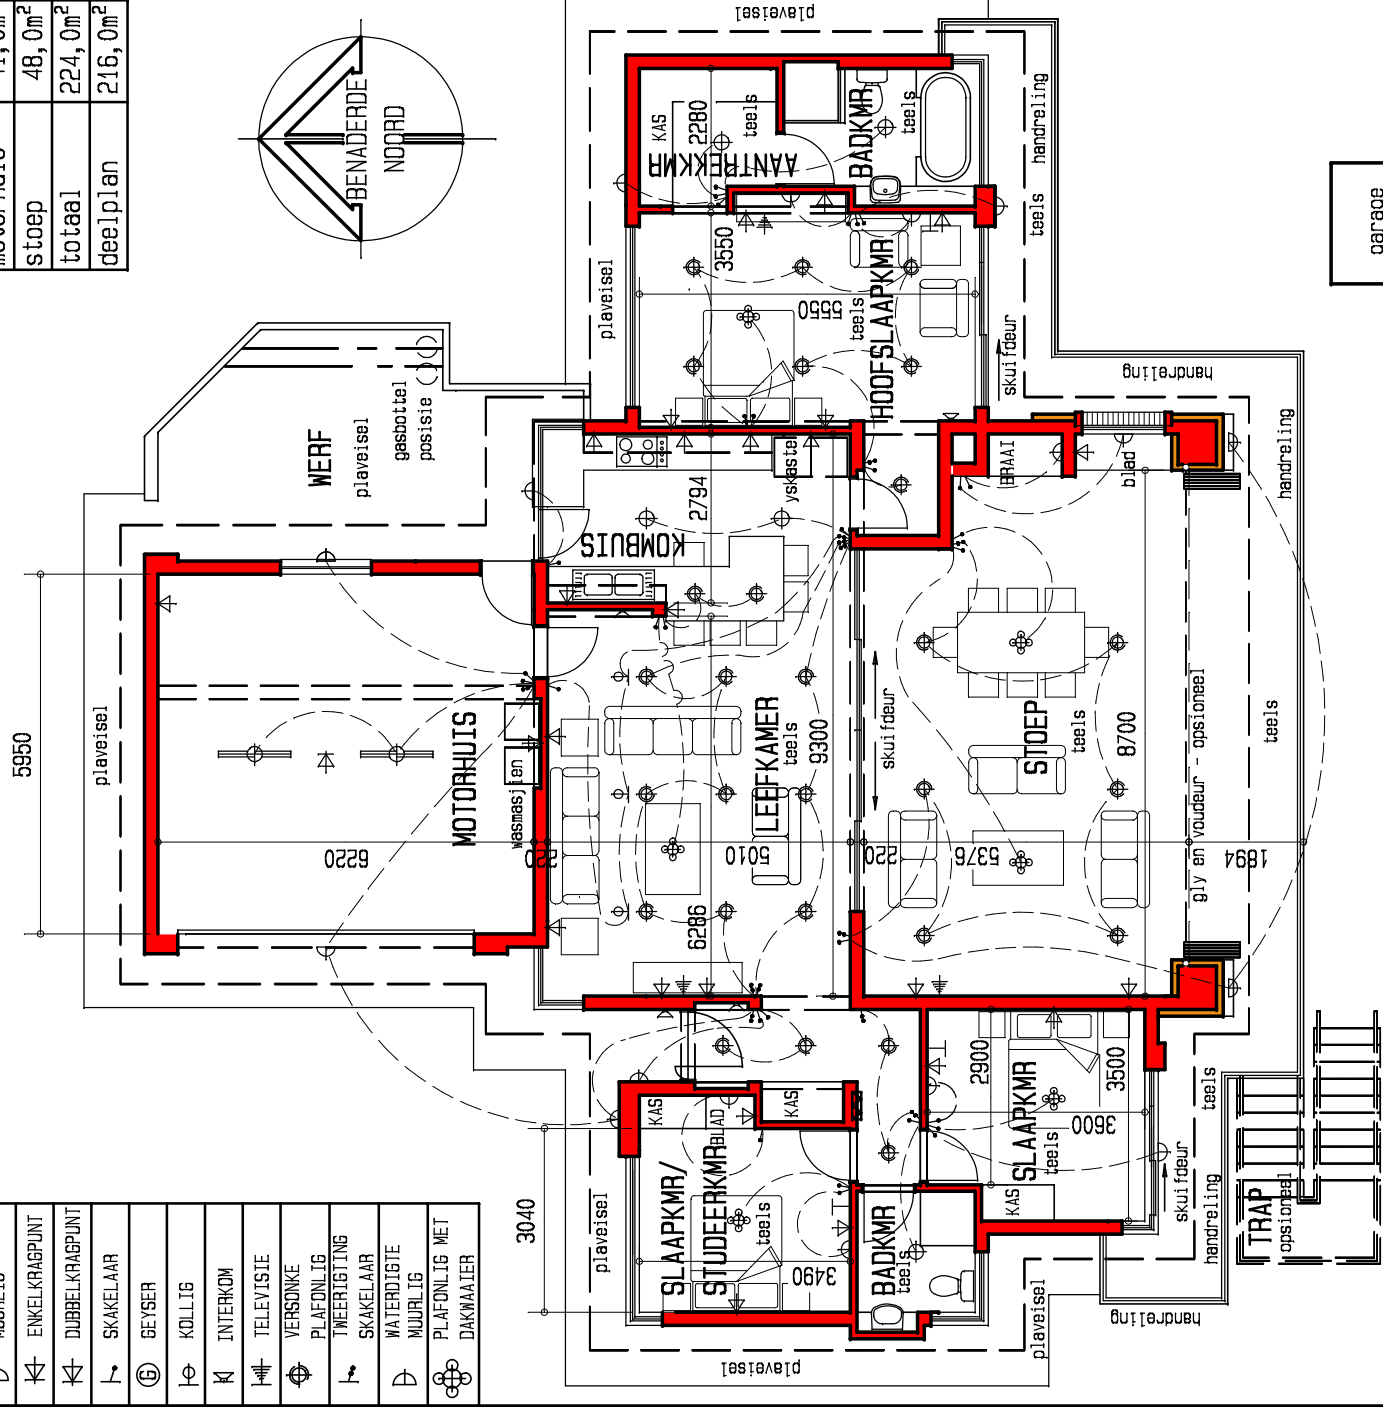 stoep 48,0m²
totaal 224,0m²
deelplan 216,0m²
BENADERDE
NOORD
WERF
plaveisel
gasbottel
posisie
5950
plaveisel
MOTORHUIS
wasmasjien
6220
220
KOMBUIS
2794
yskaste
LEEFKAMER
teels
9300
5010
6286
220
skuifdeur
STOEP
teels
8700
5376
1894
gly en voudeur - opsioneel
teels
BRAAI
blad
handreling
handreling
plaveisel
plaveisel
KAS
2280
teels
AANTREKKMR
BADKMR
teels
handreling
teels
3550
5550
HOOFSLAAPKMR
teels
skuifdeur
garage
3040
plaveisel
KAS
BLAD
KAS
SLAAPKMR/
STUDEERKMR
teels
3490
BADKMR
teels
plaveisel
2900
SLAAPKMR
teels
3500
3600
KAS
teels
skuifdeur
handreling
handreling
plaveisel
TRAP
opsioneel
ENKELKRAGPUNT
DUBBELKRAGPUNT
SKAKELAAR
G GEYSER
KOLLIG
INTERKOM
TELEVISIE
VERSONKE
PLAFONLIG
TWEERIGTING
SKAKELAAR
WATERDIGTE
MUURLIG
PLAFONLIG MET
DAKWAAIER